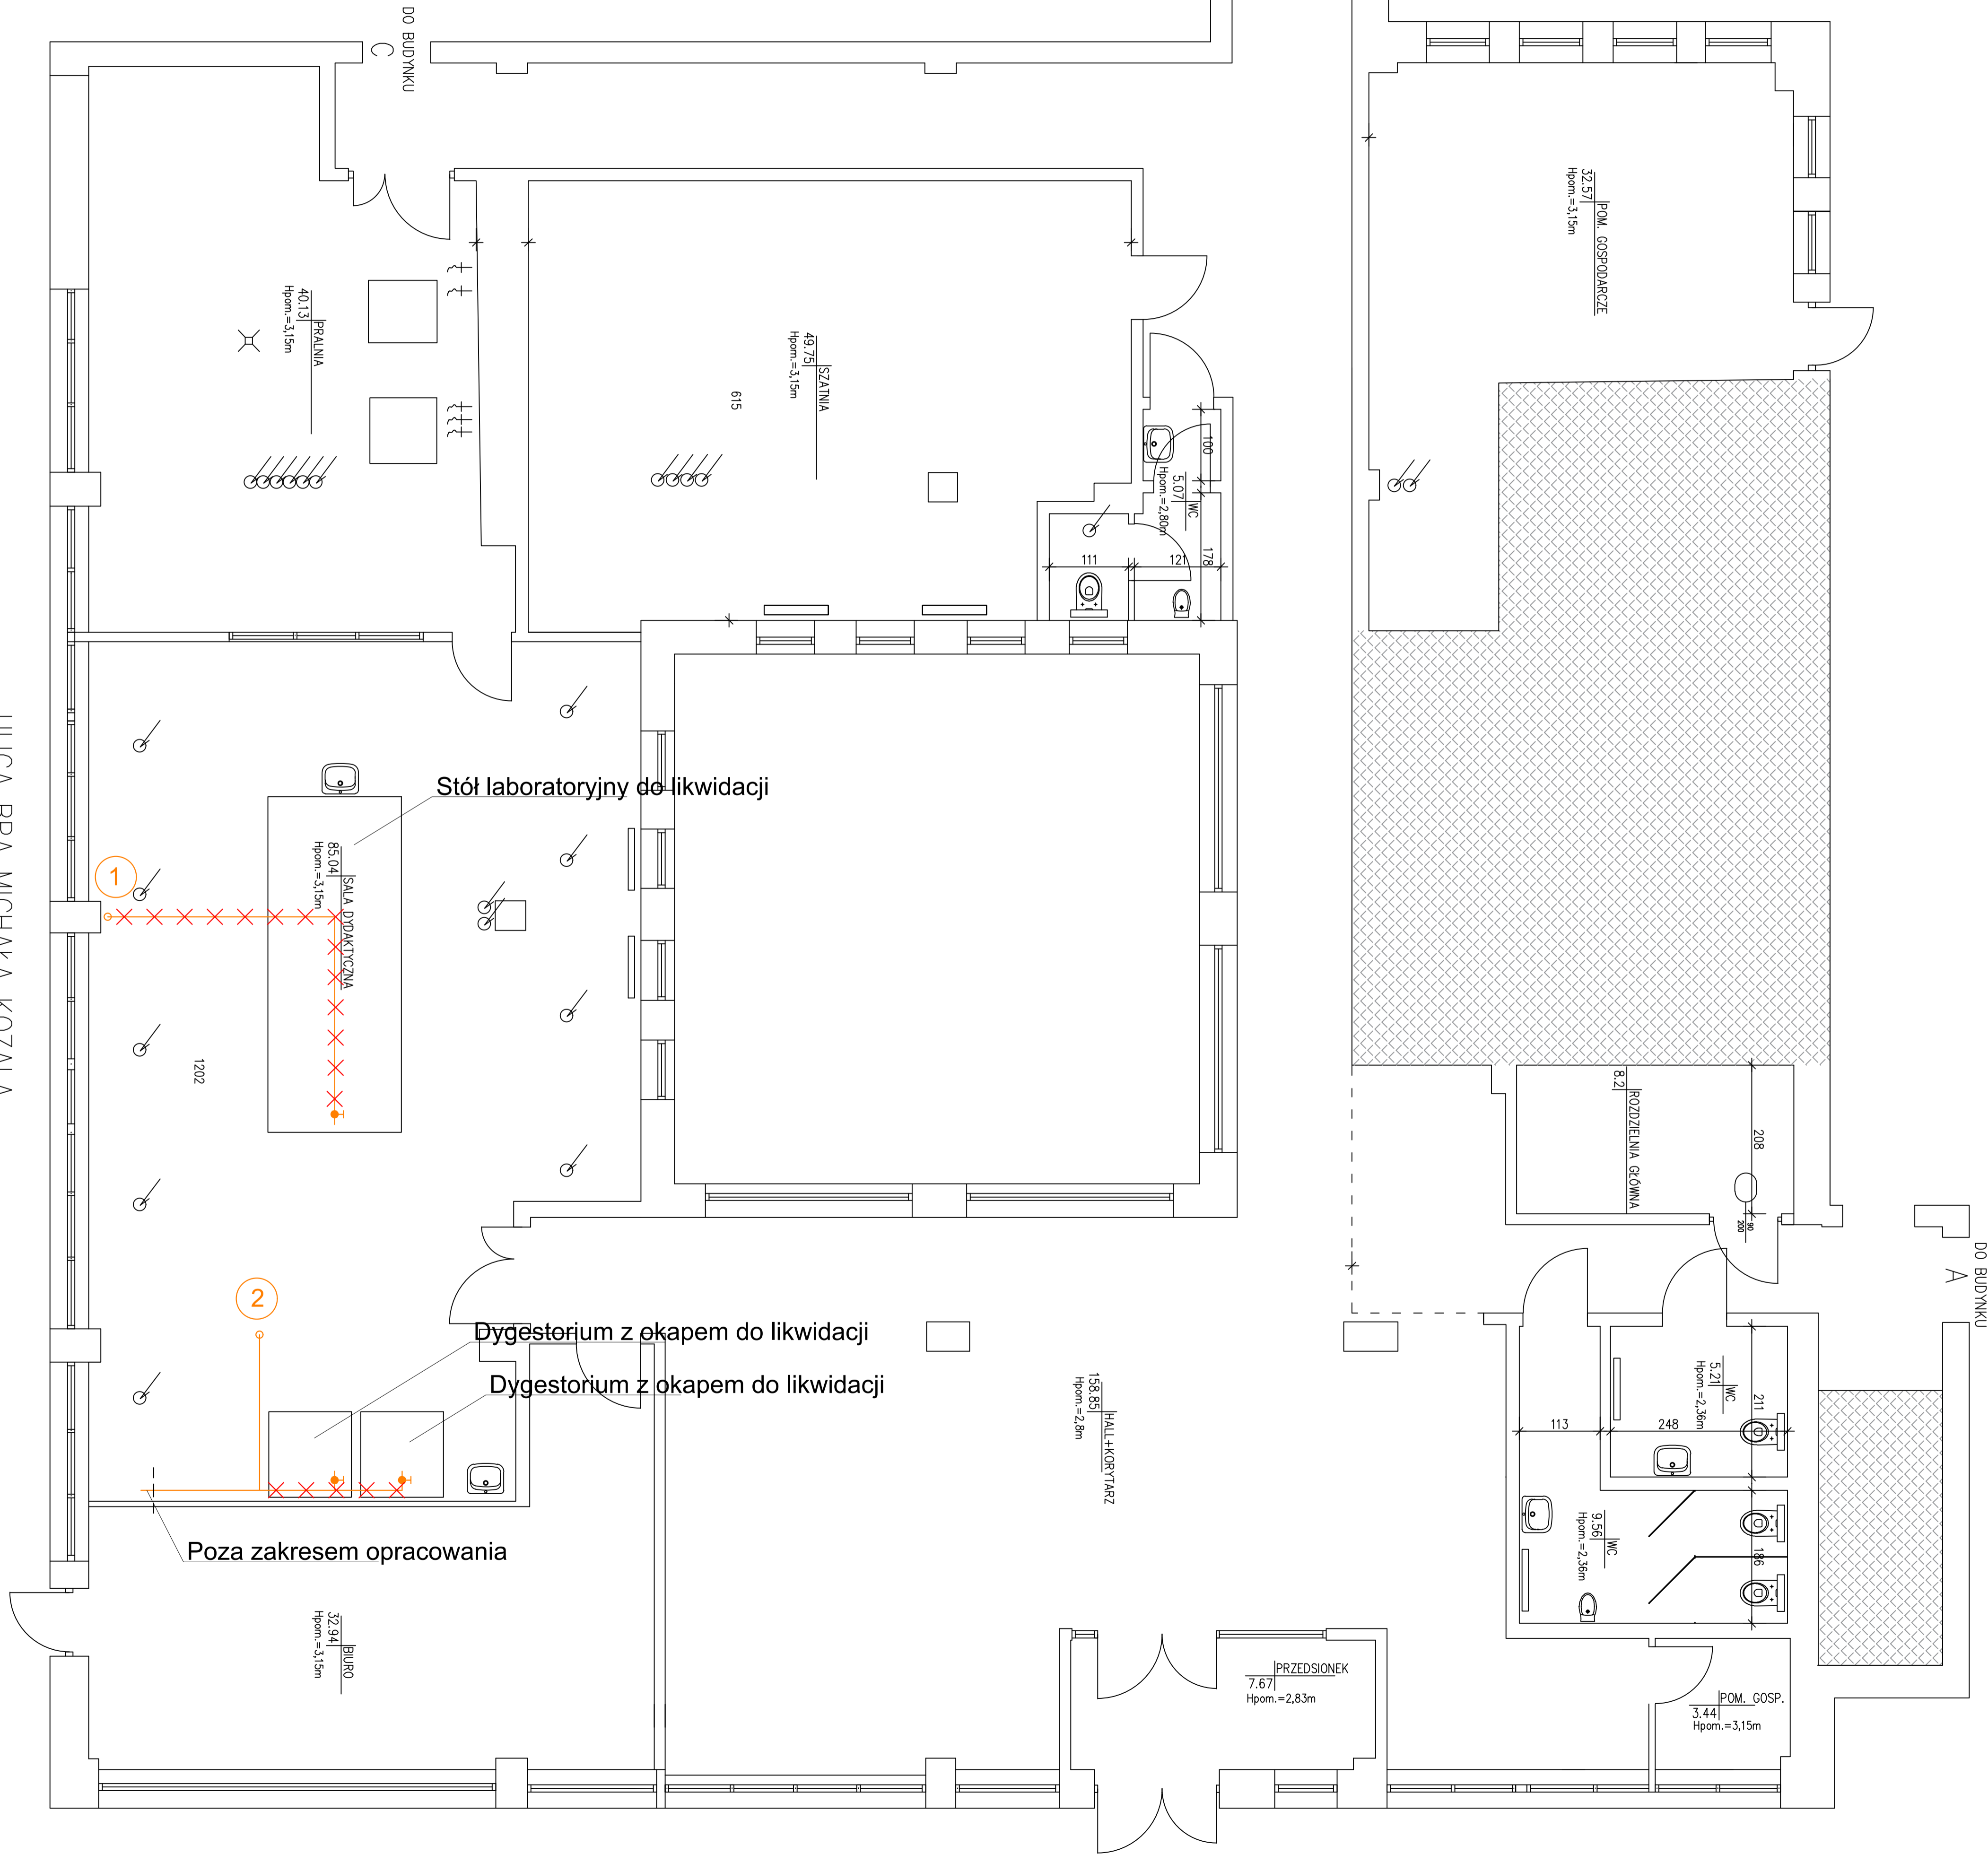 DO BUDYNKU
C
32.57 POM. GOSPODARCZE
Hpom.=3,15m
40.13 PRALNIA
Hpom.=3,15m
49.75 SZATNIA
Hpom.=3,15m
615
100
5.07 WC
Hpom.=2,80m
178
111
121
Stół laboratoryjny do likwidacji
85.04 SALA DYDAKTYCZNA
Hpom.=3,15m
1
1202
8.2 ROZDZIELNIA GŁÓWNA
208
90
200
DO BUDYNKU
A
2
Dygestorium z okapem do likwidacji
Dygestorium z okapem do likwidacji
158.85 HALL+KORYTARZ
Hpom.=2,8m
5.21 WC
Hpom.=2,36m
211
113
248
9.56 WC
Hpom.=2,36m
186
Poza zakresem opracowania
32.94 BIURO
Hpom.=3,15m
PRZEDSIONEK
7.67
Hpom.=2,83m
POM. GOSP.
3.44
Hpom.=3,15m